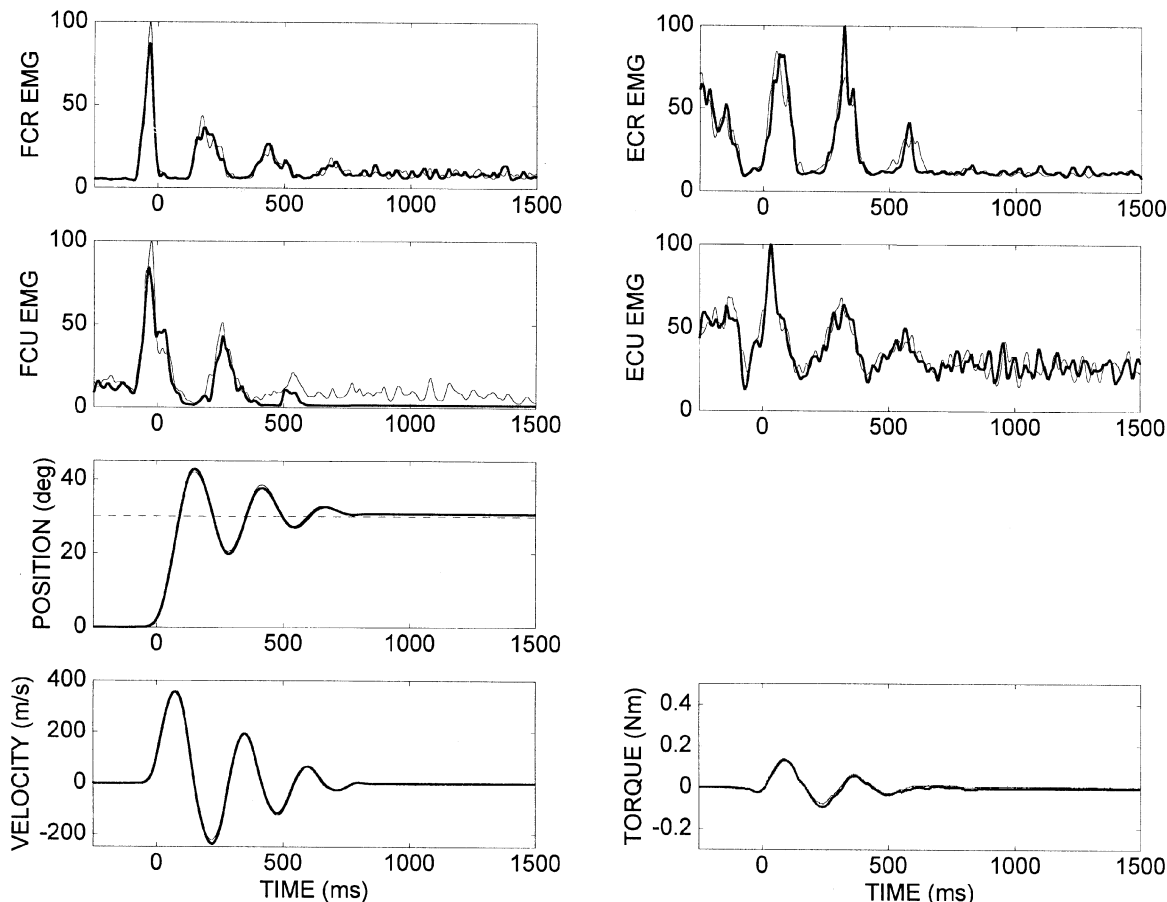 FCR EMG
100
50
0
0 500 1000 1500
ECR EMG
100
50
0
0 500 1000 1500
FCU EMG
100
50
0
0 500 1000 1500
ECU EMG
100
50
0
0 500 1000 1500
POSITION (deg)
40
20
0
0 500 1000 1500
VELOCITY (m/s)
400
200
0
-200
0 500 1000 1500
TIME (ms)
TORQUE (Nm)
0.4
0.2
0
-0.2
0 500 1000 1500
TIME (ms)